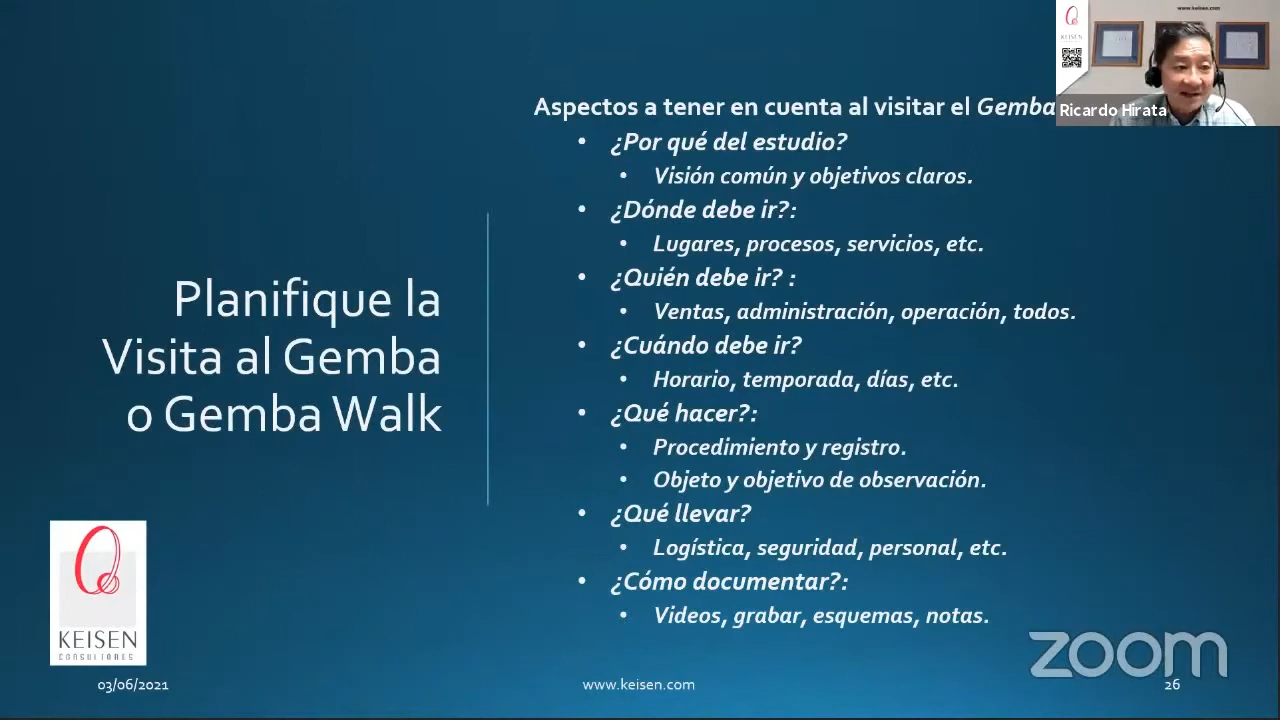 www.keisen.com
KEISEN
Ricardo Hirata
Aspectos a tener en cuenta al visitar el Gemba
• ¿Por qué del estudio?
• Visión común y objetivos claros.
• ¿Dónde debe ir?:
• Lugares, procesos, servicios, etc.
• ¿Quién debe ir? :
• Ventas, administración, operación, todos.
• ¿Cuándo debe ir?
• Horario, temporada, días, etc.
• ¿Qué hacer?:
• Procedimiento y registro.
• Objeto y objetivo de observación.
• ¿Qué llevar?
• Logística, seguridad, personal, etc.
• ¿Cómo documentar?:
• Videos, grabar, esquemas, notas.
Planifique la
Visita al Gemba
o Gemba Walk
KEISEN
CONSULTORES
zoom
03/06/2021
www.keisen.com
26